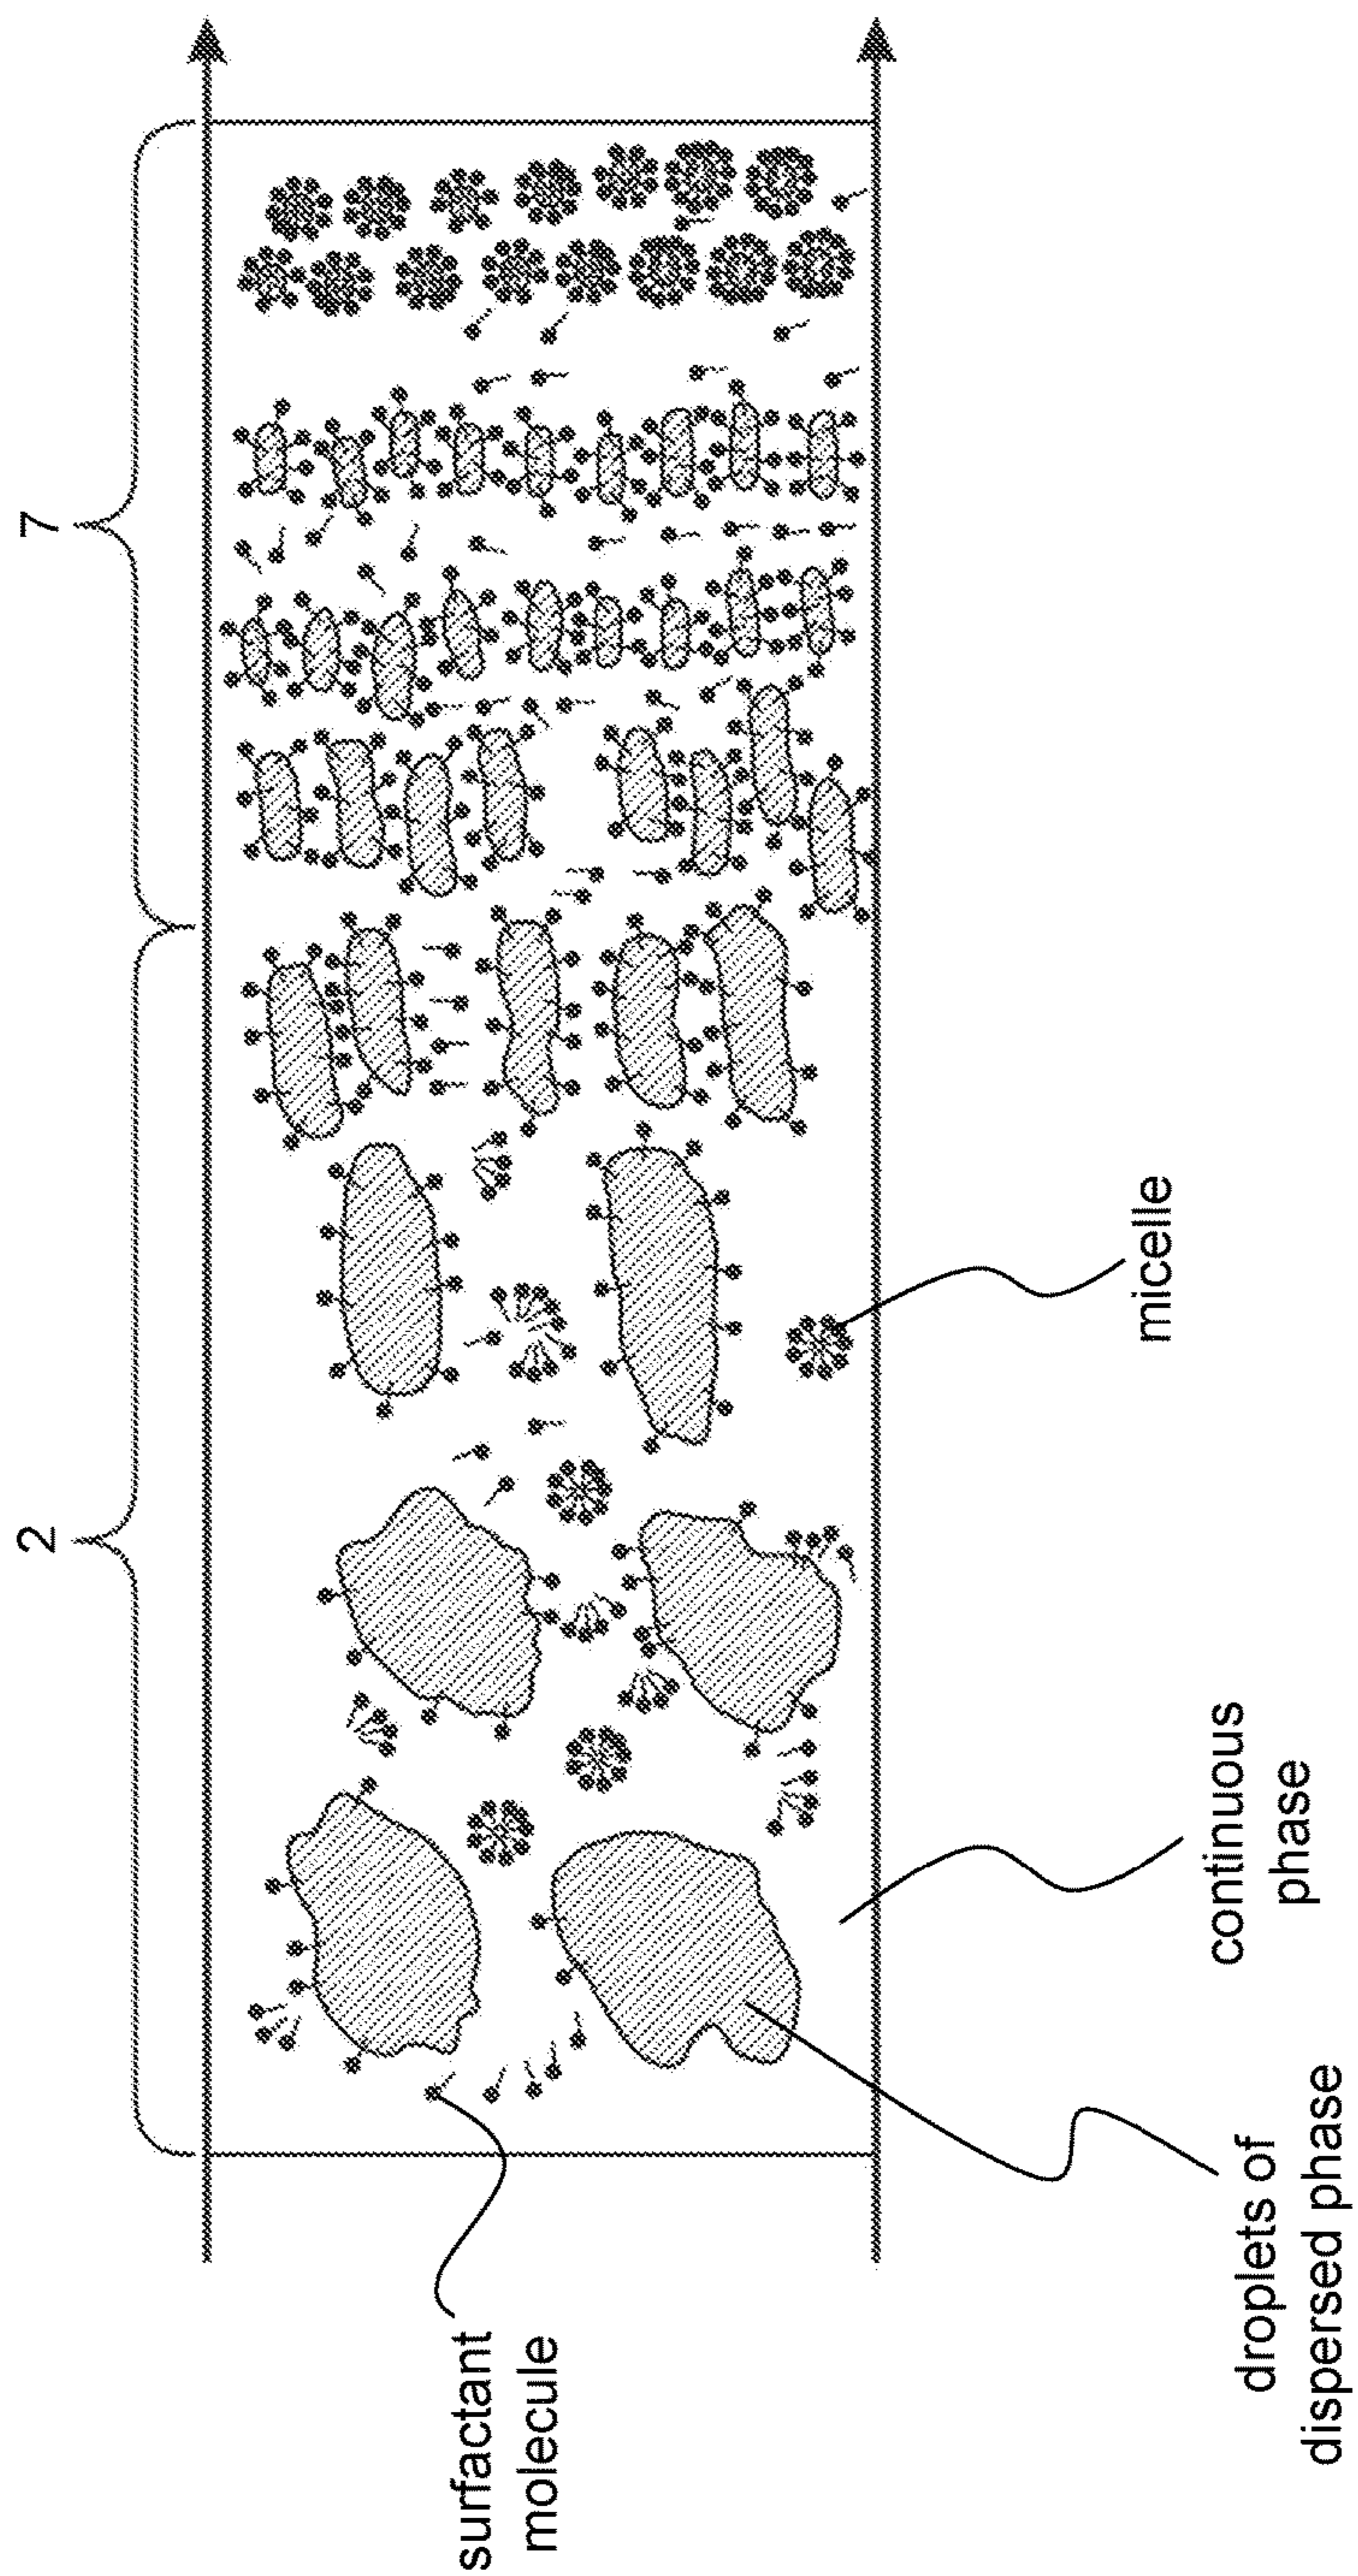 2
7
surfactant
molecule
droplets of
dispersed phase
continuous
phase
micelle